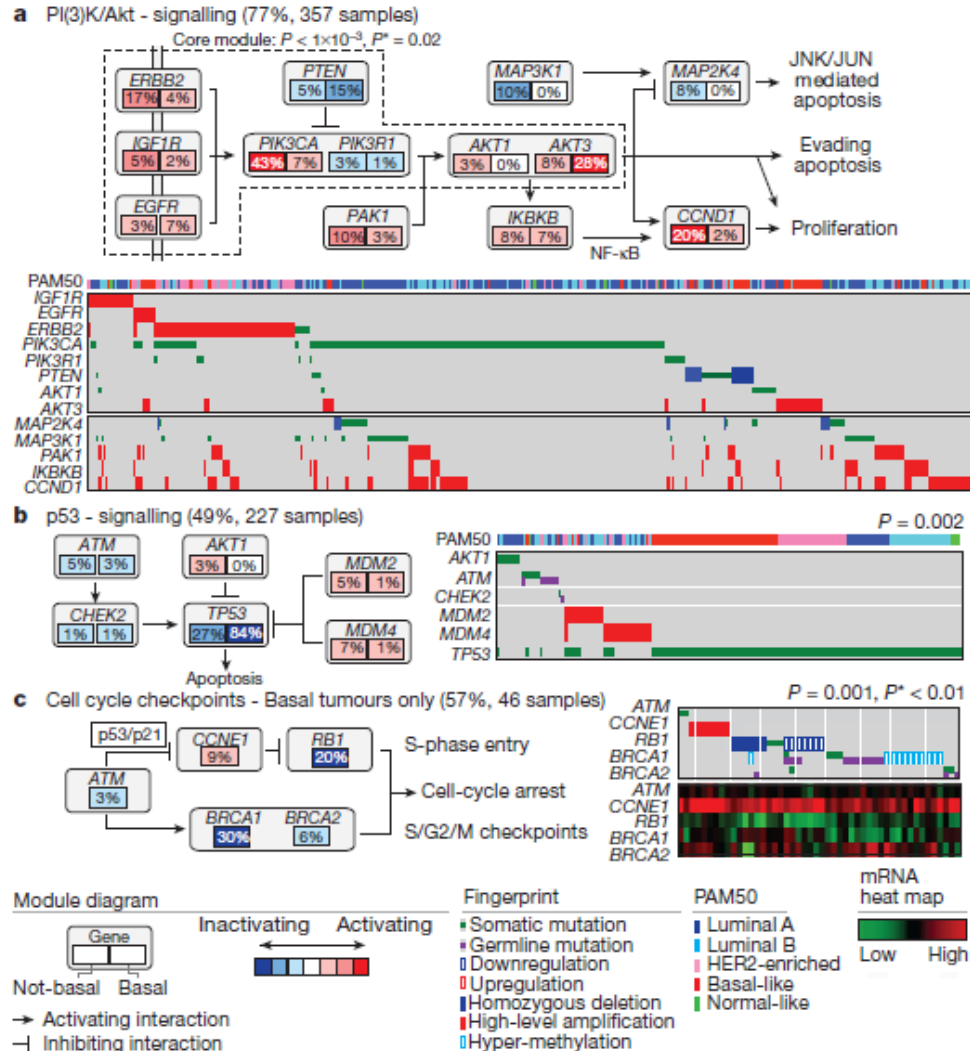 a PI(3)K/Akt - signalling (77%, 357 samples)
Core module: P < 1×10⁻³, P* = 0.02
ERBB2
17% 4%
PTEN
5% 15%
MAP3K1
10% 0%
MAP2K4
8% 0%
JNK/JUN
mediated
apoptosis
IGF1R
5% 2%
PIK3CA PIK3R1
43% 7% 3% 1%
AKT1 AKT3
3% 0% 8% 28%
Evading
apoptosis
EGFR
3% 7%
PAK1
10% 3%
IKBKB
8% 7%
NF-κB
CCND1
20% 2%
Proliferation
PAM50
IGF1R
EGFR
ERBB2
PIK3CA
PIK3R1
PTEN
AKT1
AKT3
MAP2K4
MAP3K1
PAK1
IKBKB
CCND1
b p53 - signalling (49%, 227 samples)
ATM
5% 3%
AKT1
3% 0%
MDM2
5% 1%
CHEK2
1% 1%
TP53
27% 84%
MDM4
7% 1%
Apoptosis
P = 0.002
PAM50
AKT1
ATM
CHEK2
MDM2
MDM4
TP53
c Cell cycle checkpoints - Basal tumours only (57%, 46 samples)
p53/p21
CCNE1
9%
RB1
20%
S-phase entry
ATM
3%
Cell-cycle arrest
BRCA1 BRCA2
30% 6%
S/G2/M checkpoints
P = 0.001, P* < 0.01
ATM
CCNE1
RB1
BRCA1
BRCA2
ATM
CCNE1
RB1
BRCA1
BRCA2
Module diagram
Gene
Not-basal Basal
Activating interaction
Inhibiting interaction
Inactivating Activating
Fingerprint
Somatic mutation
Germline mutation
Downregulation
Upregulation
Homozygous deletion
High-level amplification
Hyper-methylation
PAM50
Luminal A
Luminal B
HER2-enriched
Basal-like
Normal-like
mRNA
heat map
Low High